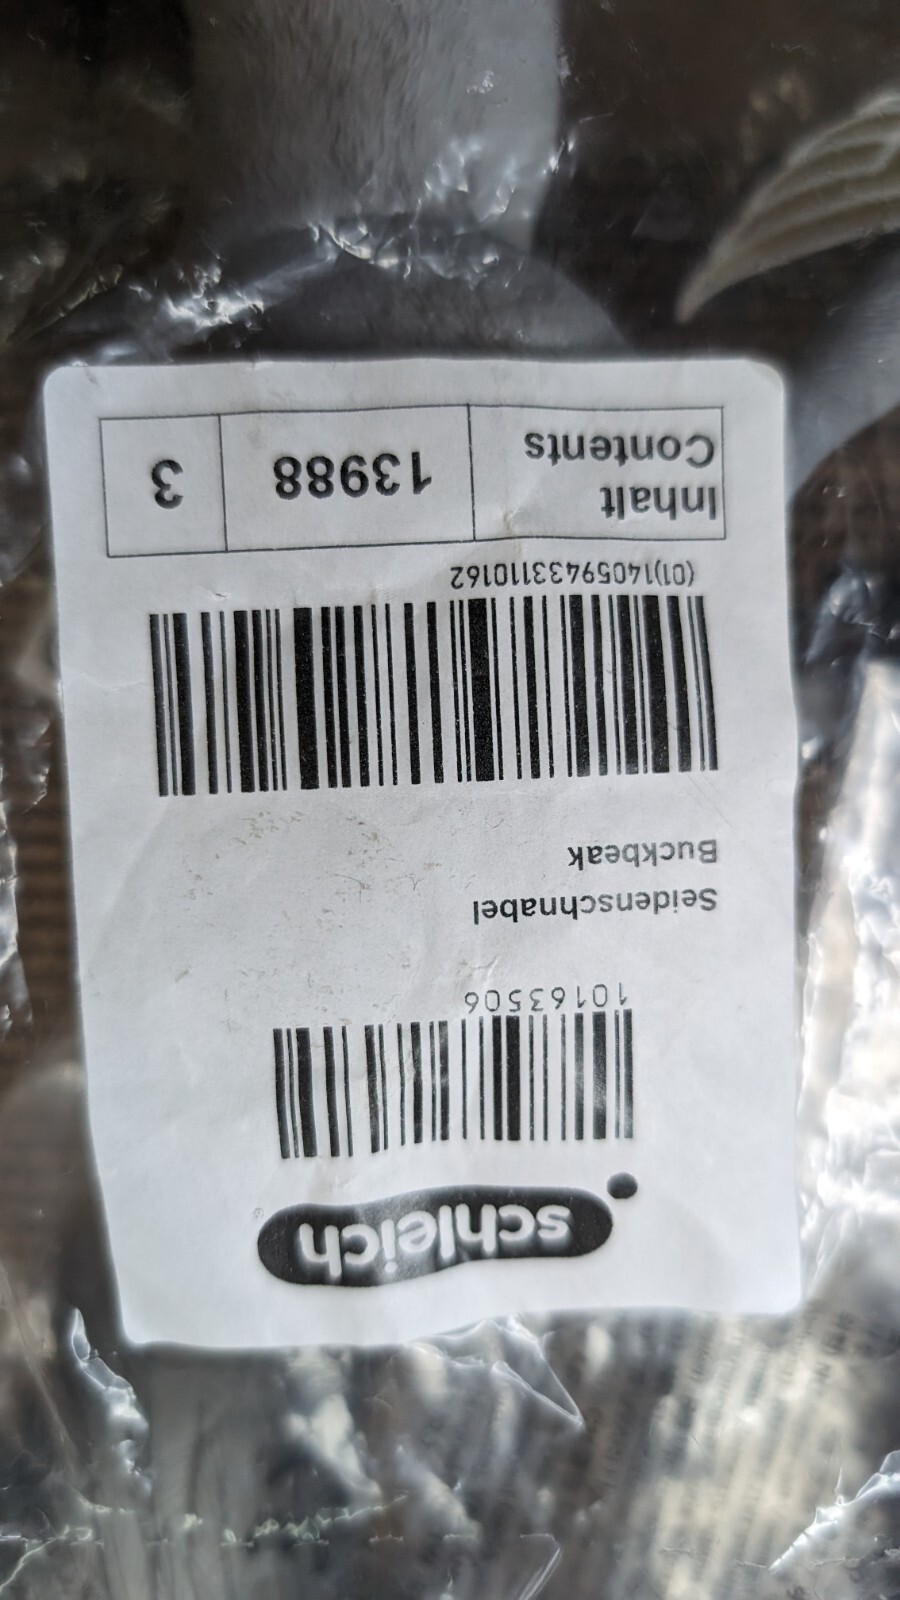 schleich
10163506
Seidenschnabel
Buckbeak
(01)14059433110162
Inhalt
Contents
13988
3